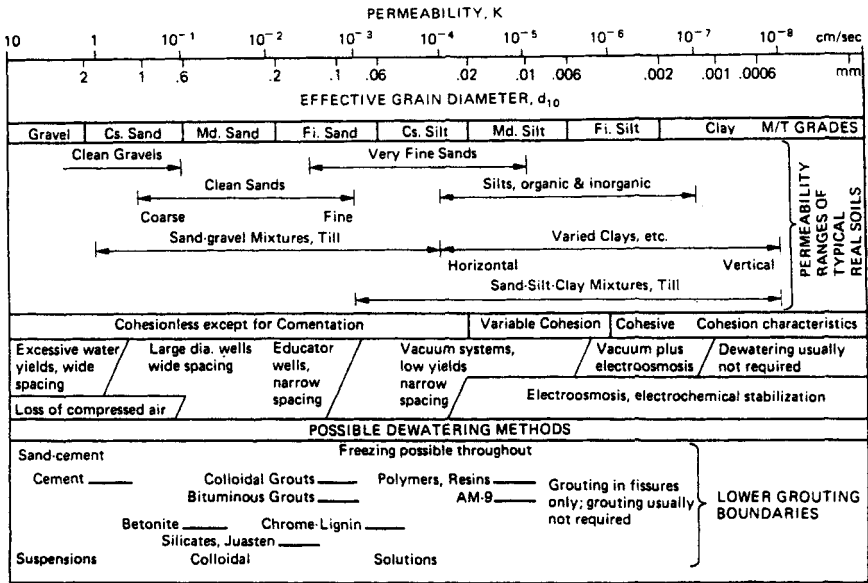 PERMEABILITY, K
10 1 10⁻¹ 10⁻² 10⁻³ 10⁻⁴ 10⁻⁵ 10⁻⁶ 10⁻⁷ 10⁻⁸ cm/sec
2 1 .6 .2 .1 .06 .02 .01 .006 .002 .001 .0006 mm
EFFECTIVE GRAIN DIAMETER, d₁₀
Gravel Cs. Sand Md. Sand Fi. Sand Cs. Silt Md. Silt Fi. Silt Clay M/T GRADES
Clean Gravels Very Fine Sands
Clean Sands Silts, organic & inorganic
Coarse Fine
Sand-gravel Mixtures, Till Varied Clays, etc.
Horizontal Vertical
Sand-Silt-Clay Mixtures, Till
PERMEABILITY
RANGES OF
TYPICAL
REAL SOILS
Cohesionless except for Comentation Variable Cohesion Cohesive Cohesion characteristics
Excessive water
yields, wide
spacing
Large dia. wells
wide spacing
Educator
wells,
narrow
spacing
Vacuum systems,
low yields
narrow
spacing
Vacuum plus
electroosmosis
Dewatering usually
not required
Loss of compressed air
Electroosmosis, electrochemical stabilization
POSSIBLE DEWATERING METHODS
Sand-cement Freezing possible throughout
Cement Colloidal Grouts Polymers, Resins
Bituminous Grouts AM-9
Grouting in fissures
only; grouting usually
not required
LOWER GROUTING
BOUNDARIES
Betonite Chrome-Lignin
Silicates, Juasten
Suspensions Colloidal Solutions